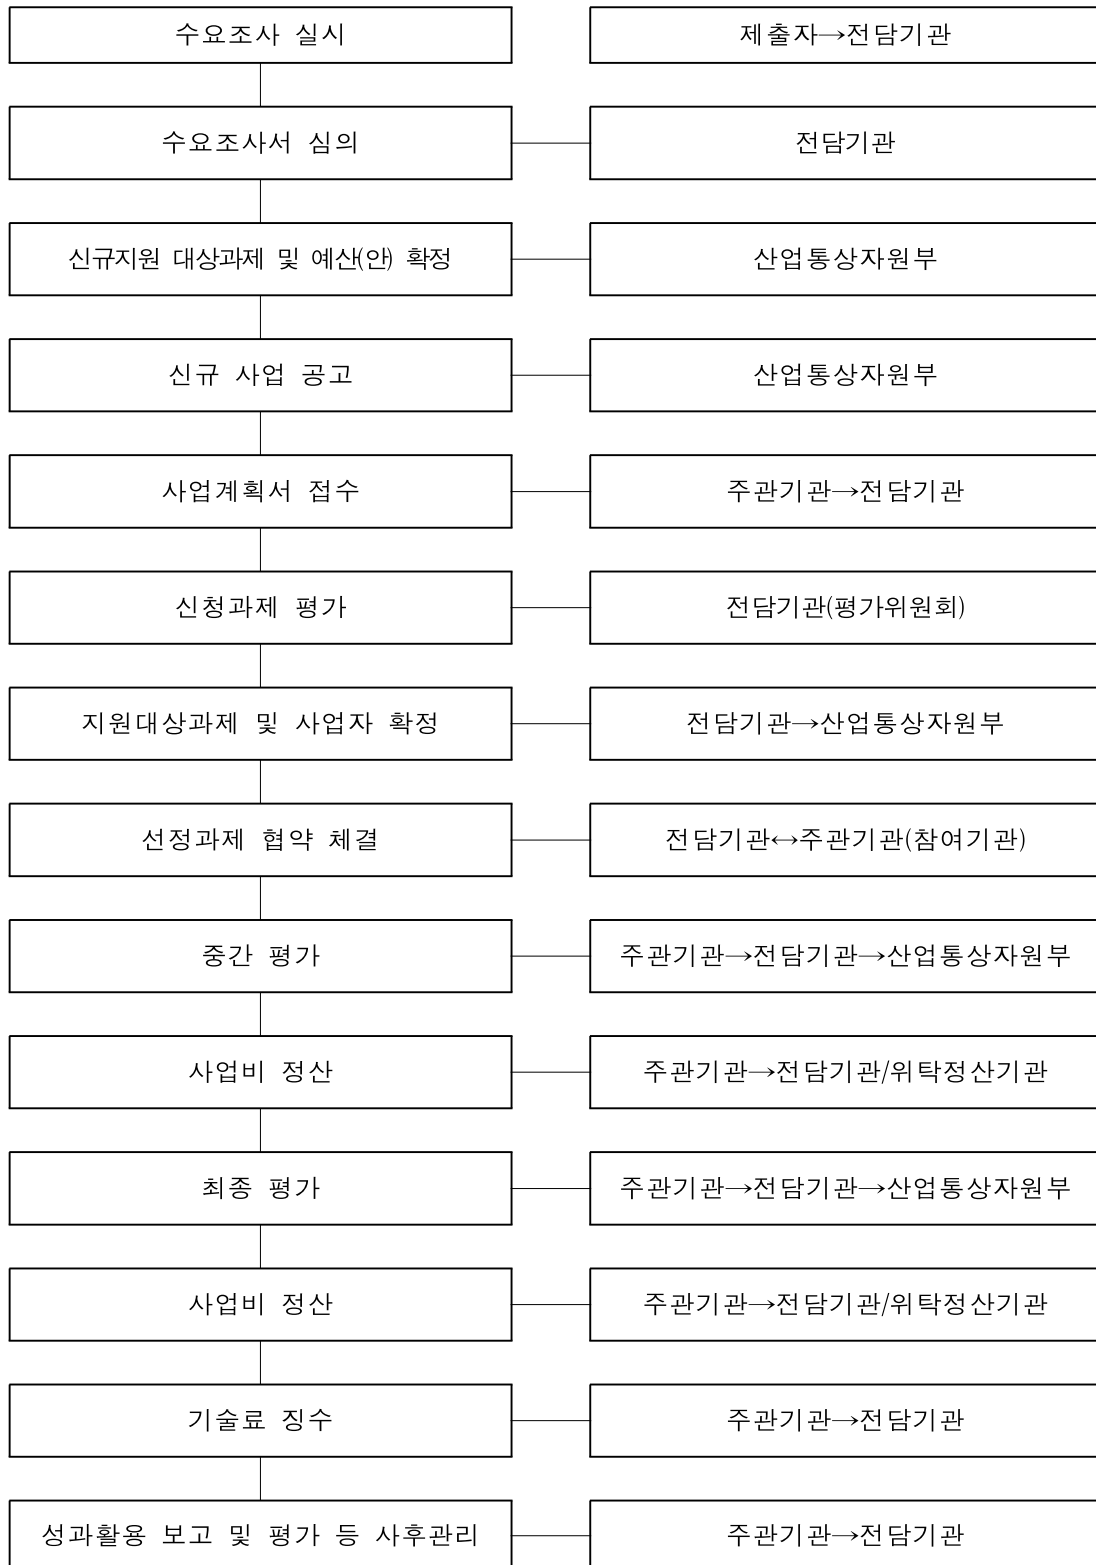 수요조사 실시
제출자→전담기관
수요조사서 심의
전담기관
신규지원 대상과제 및 예산(안) 확정
산업통상자원부
신규 사업 공고
산업통상자원부
사업계획서 접수
주관기관→전담기관
신청과제 평가
전담기관(평가위원회)
지원대상과제 및 사업자 확정
전담기관→산업통상자원부
선정과제 협약 체결
전담기관↔주관기관(참여기관)
중간 평가
주관기관→전담기관→산업통상자원부
사업비 정산
주관기관→전담기관/위탁정산기관
최종 평가
주관기관→전담기관→산업통상자원부
사업비 정산
주관기관→전담기관/위탁정산기관
기술료 징수
주관기관→전담기관
성과활용 보고 및 평가 등 사후관리
주관기관→전담기관